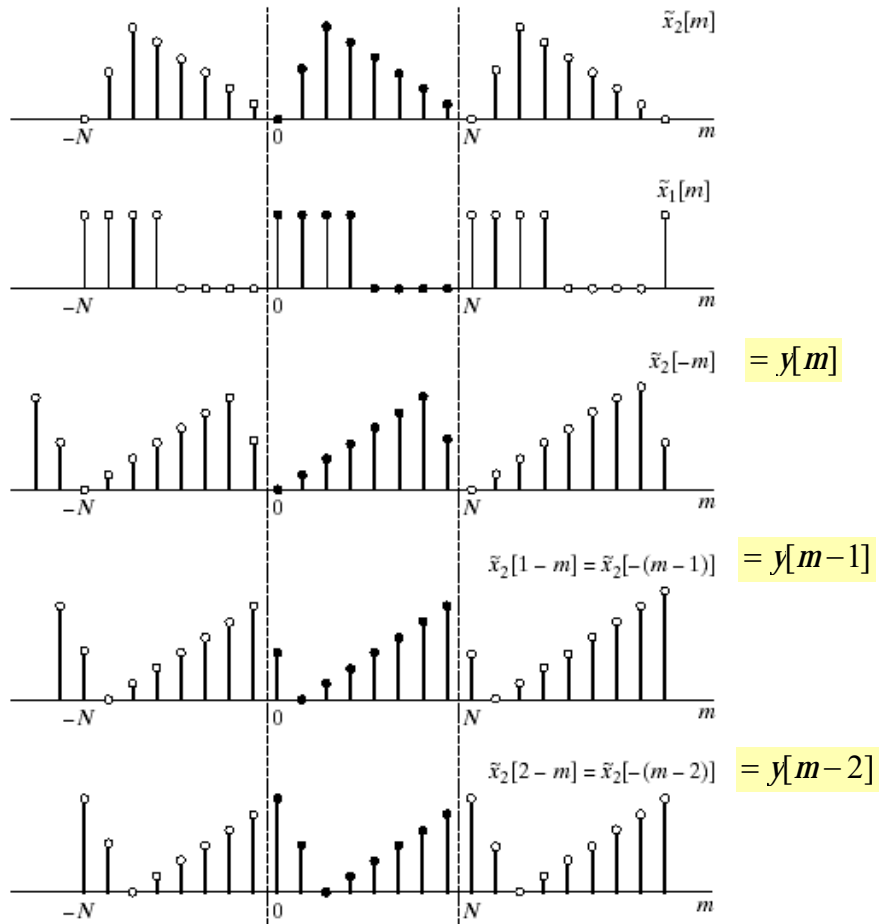 x̃₂[m]
−N 0 N m
x̃₁[m]
−N 0 N m
x̃₂[−m] = y[m]
−N 0 N m
x̃₂[1 − m] = x̃₂[−(m − 1)] = y[m−1]
−N 0 N m
x̃₂[2 − m] = x̃₂[−(m − 2)] = y[m−2]
−N 0 N m